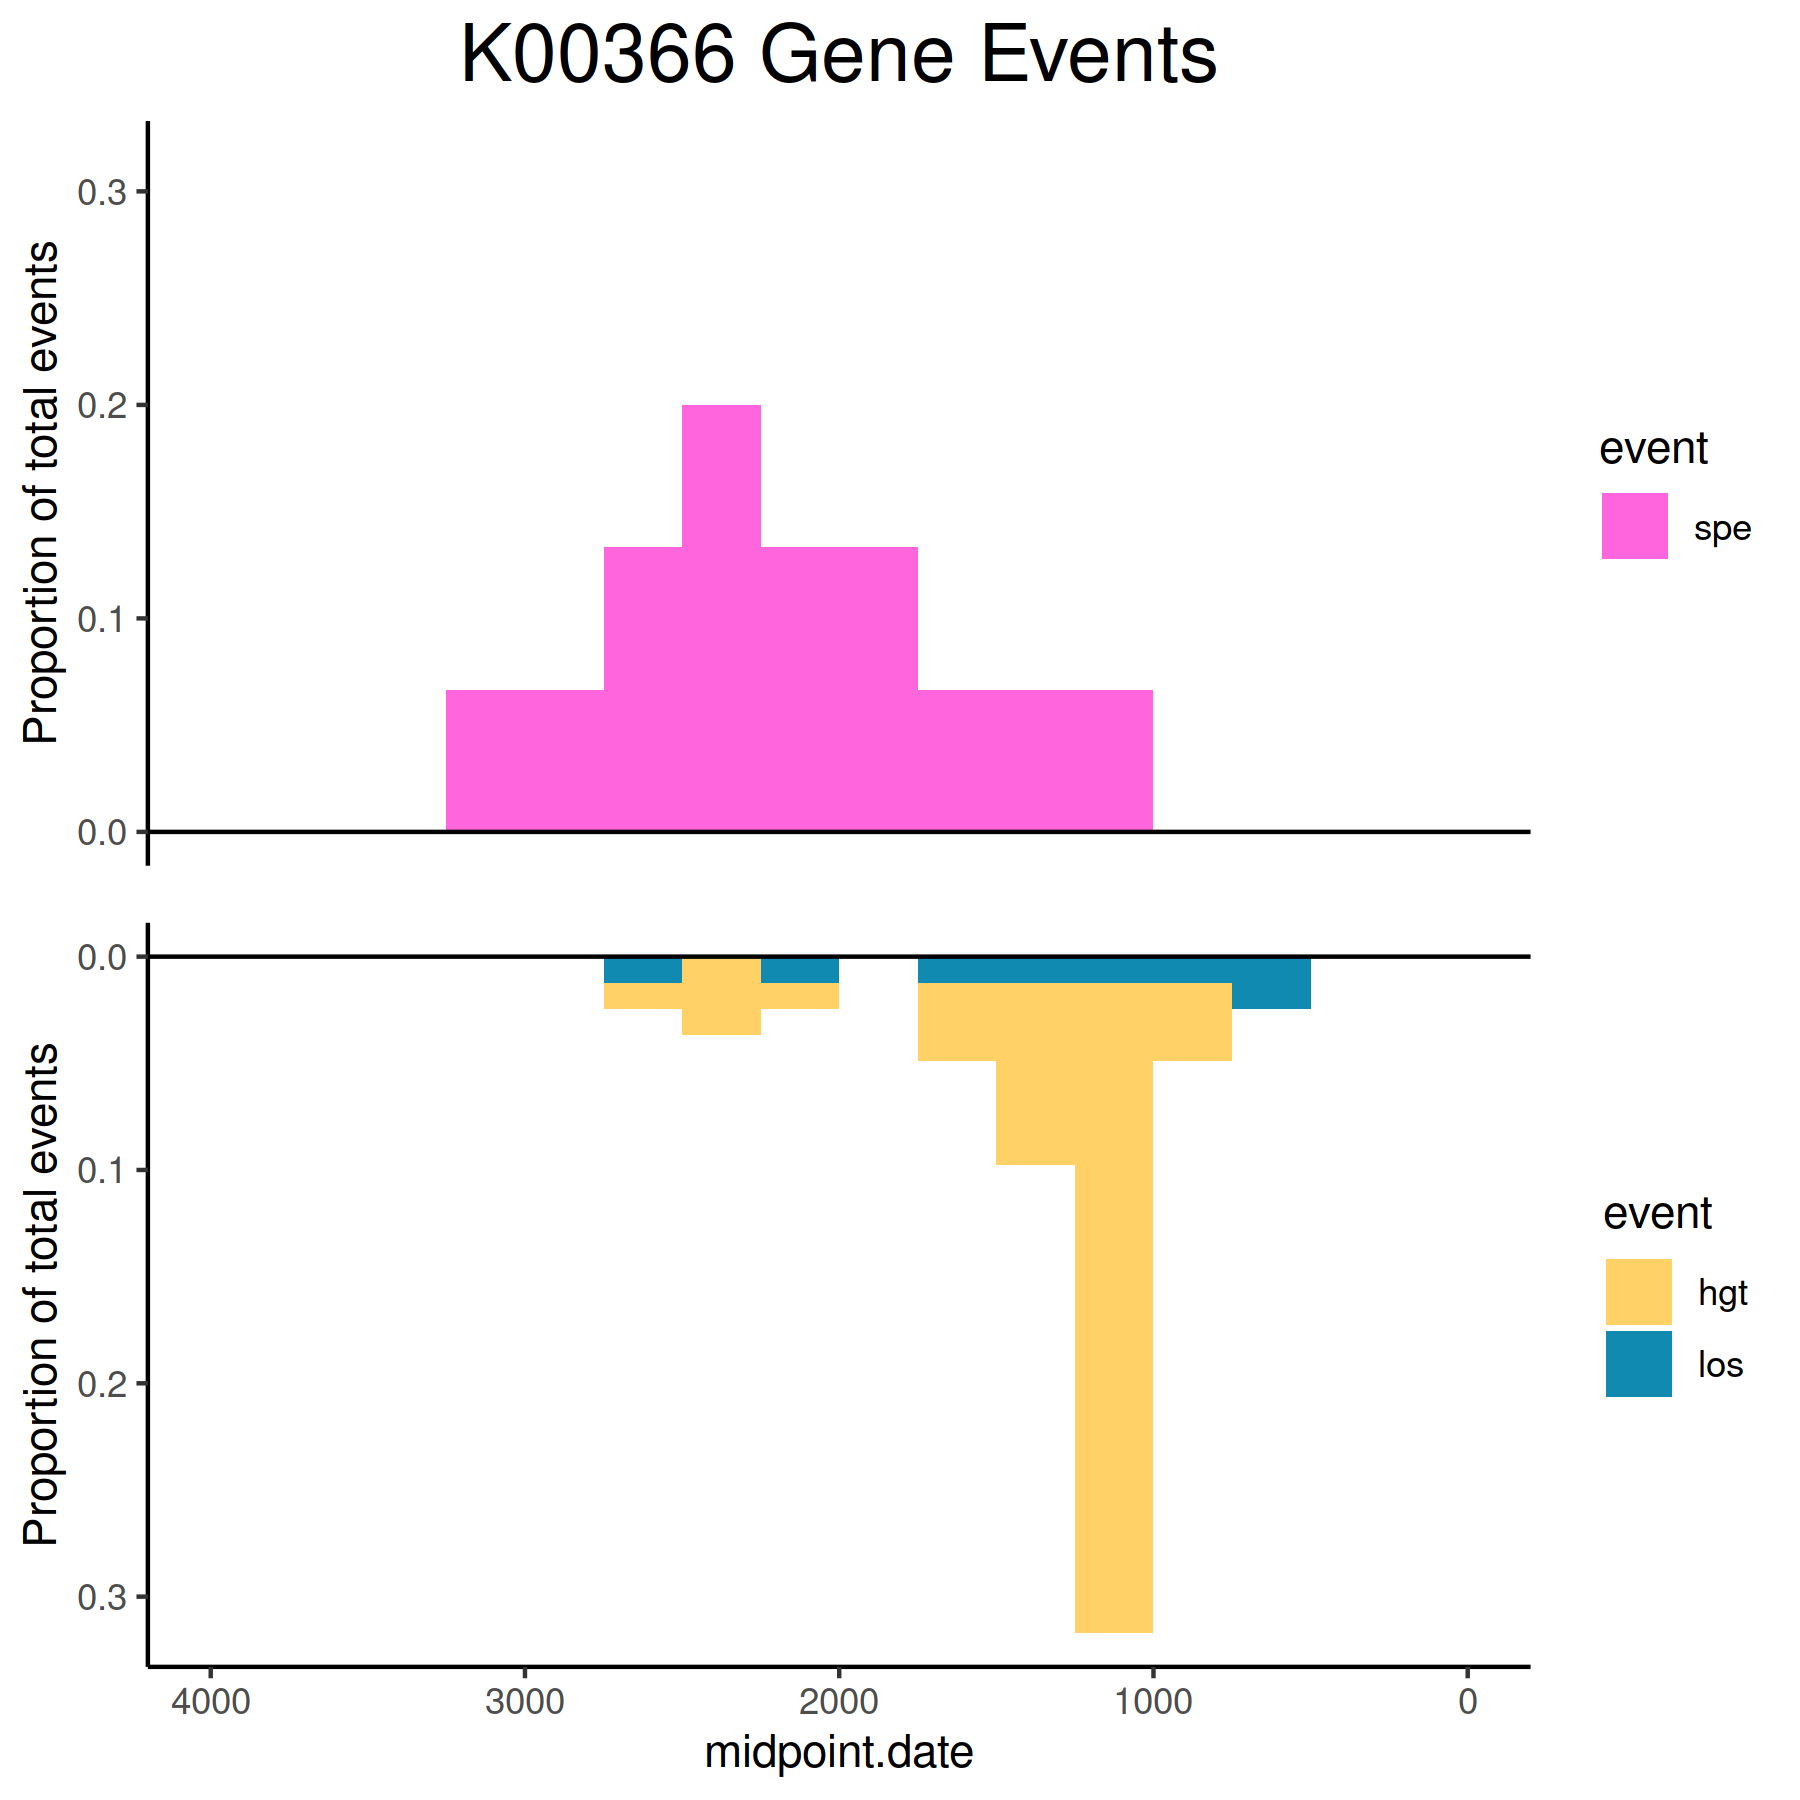 K00366 Gene Events
Proportion of total events
0.3
0.2
0.1
0.0
event
spe
Proportion of total events
0.0
0.1
0.2
0.3
event
hgt
los
4000 3000 2000 1000 0
midpoint.date